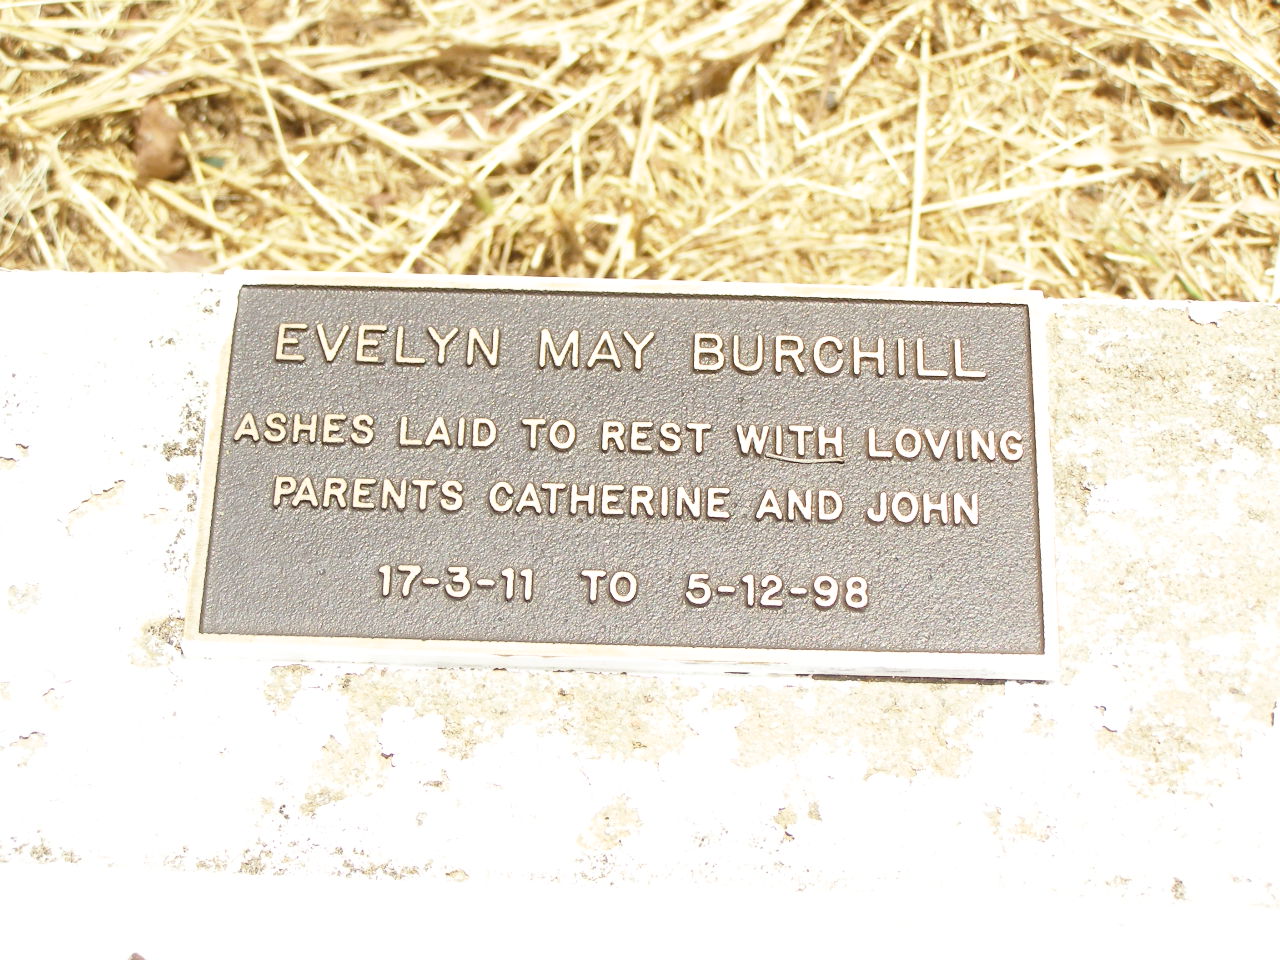 EVELYN MAY BURCHILL
ASHES LAID TO REST WITH LOVING
PARENTS CATHERINE AND JOHN
17-3-11 TO 5-12-98